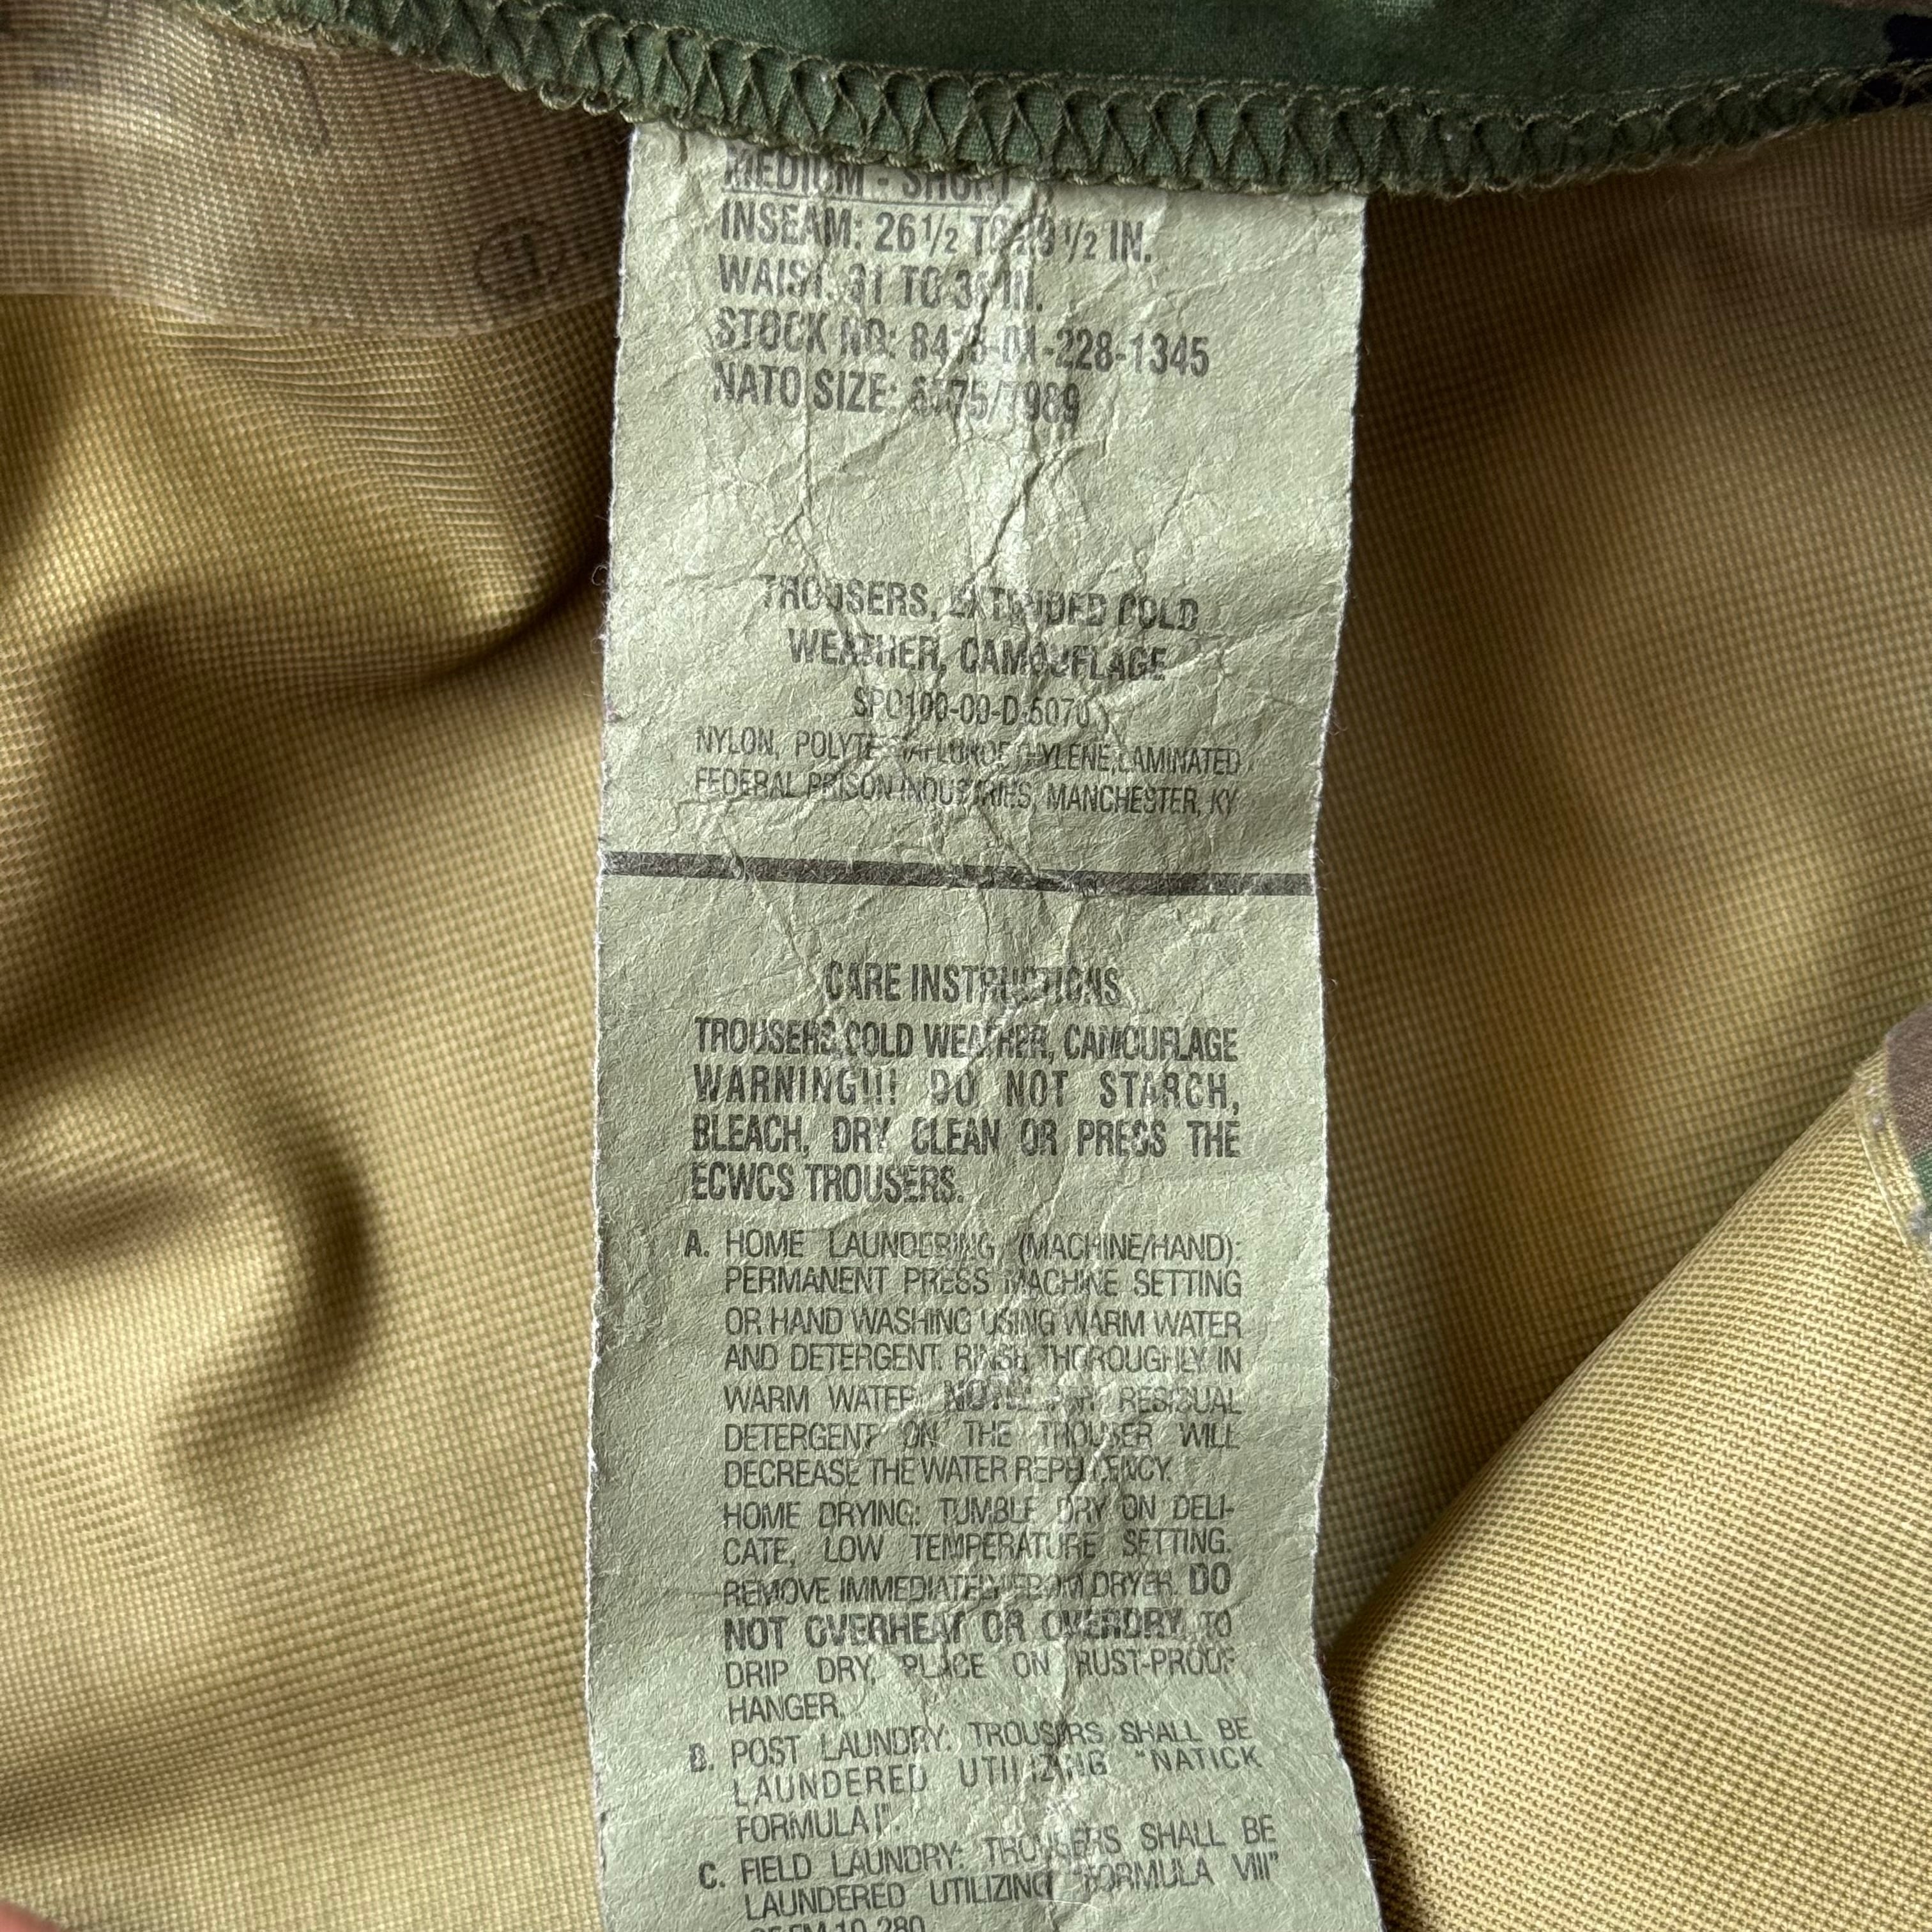 MEDIUM - SHORT
INSEAM: 26 1/2 TO 29 1/2 IN.
WAIST: 31 TO 35 IN.
STOCK NO: 8415-01-228-1345
NATO SIZE: /7989
TROUSERS, EXTENDED COLD
WEATHER, CAMOUFLAGE
SPO100-00-D-5070
NYLON, POLYTETRAFLUROETHYLENE, LAMINATED
FEDERAL PRISON INDUSTRIES, MANCHESTER, KY
CARE INSTRUCTIONS
TROUSERS, COLD WEATHER, CAMOUFLAGE
WARNING!!! DO NOT STARCH,
BLEACH, DRY CLEAN OR PRESS THE
ECWCS TROUSERS.
A. HOME LAUNDERING (MACHINE/HAND):
PERMANENT PRESS MACHINE SETTING
OR HAND WASHING USING WARM WATER
AND DETERGENT. RINSE THOROUGHLY IN
WARM WATER. RESIDUAL
DETERGENT ON THE TROUSER WILL
DECREASE THE WATER REPELLENCY.
HOME DRYING: TUMBLE DRY ON DELI-
CATE, LOW TEMPERATURE SETTING.
REMOVE IMMEDIATELY FROM DRYER. DO
NOT OVERHEAT OR OVERDRY. TO
DRIP DRY, PLACE ON RUST-PROOF
HANGER.
B. POST LAUNDRY: TROUSERS SHALL BE
LAUNDERED UTILIZING "NATICK
FORMULA I".
C. FIELD LAUNDRY: TROUSERS SHALL BE
LAUNDERED UTILIZING "FORMULA VIII"
OF FM 10-280